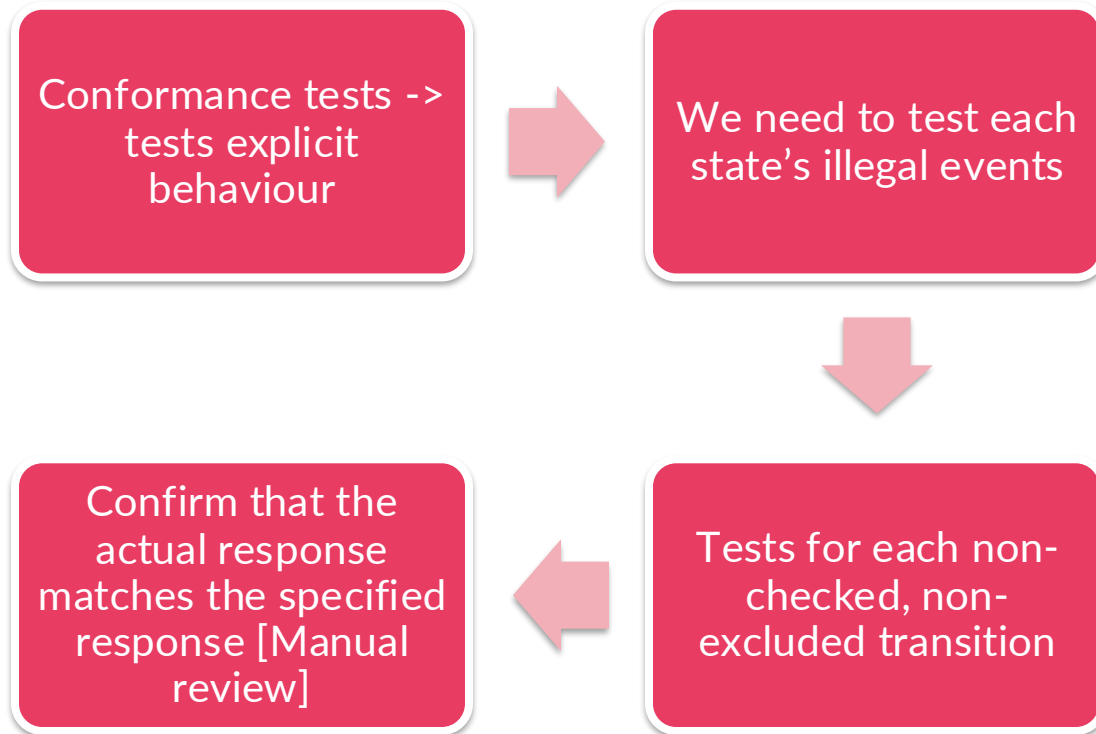 Conformance tests ->
tests explicit
behaviour
We need to test each
state’s illegal events
Tests for each non-
checked, non-
excluded transition
Confirm that the
actual response
matches the specified
response [Manual
review]